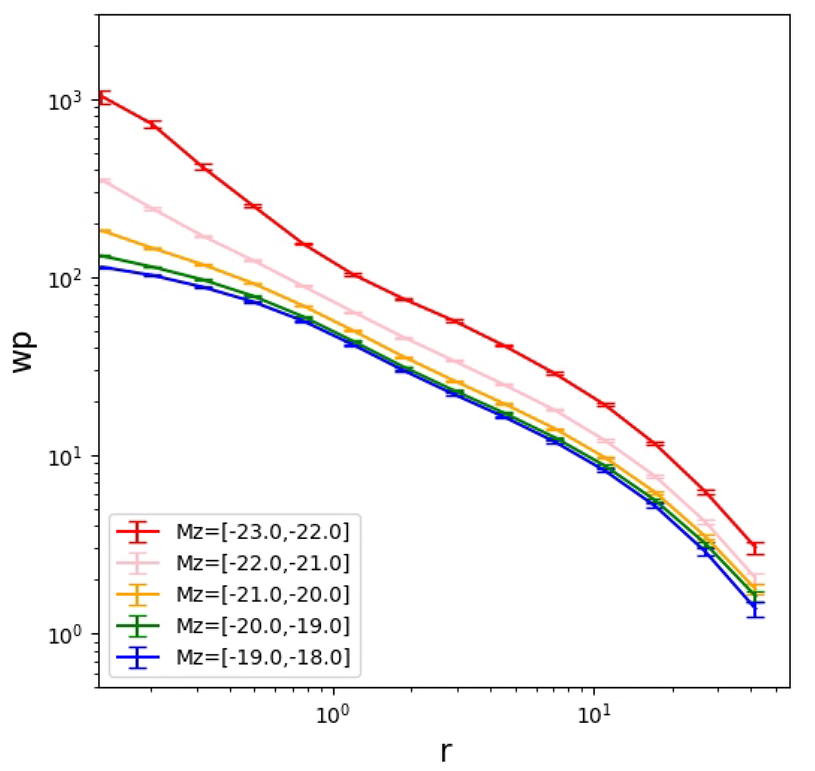 10³
10²
10¹
10⁰
wp
Mz=[-23.0,-22.0]
Mz=[-22.0,-21.0]
Mz=[-21.0,-20.0]
Mz=[-20.0,-19.0]
Mz=[-19.0,-18.0]
10⁰ 10¹
r